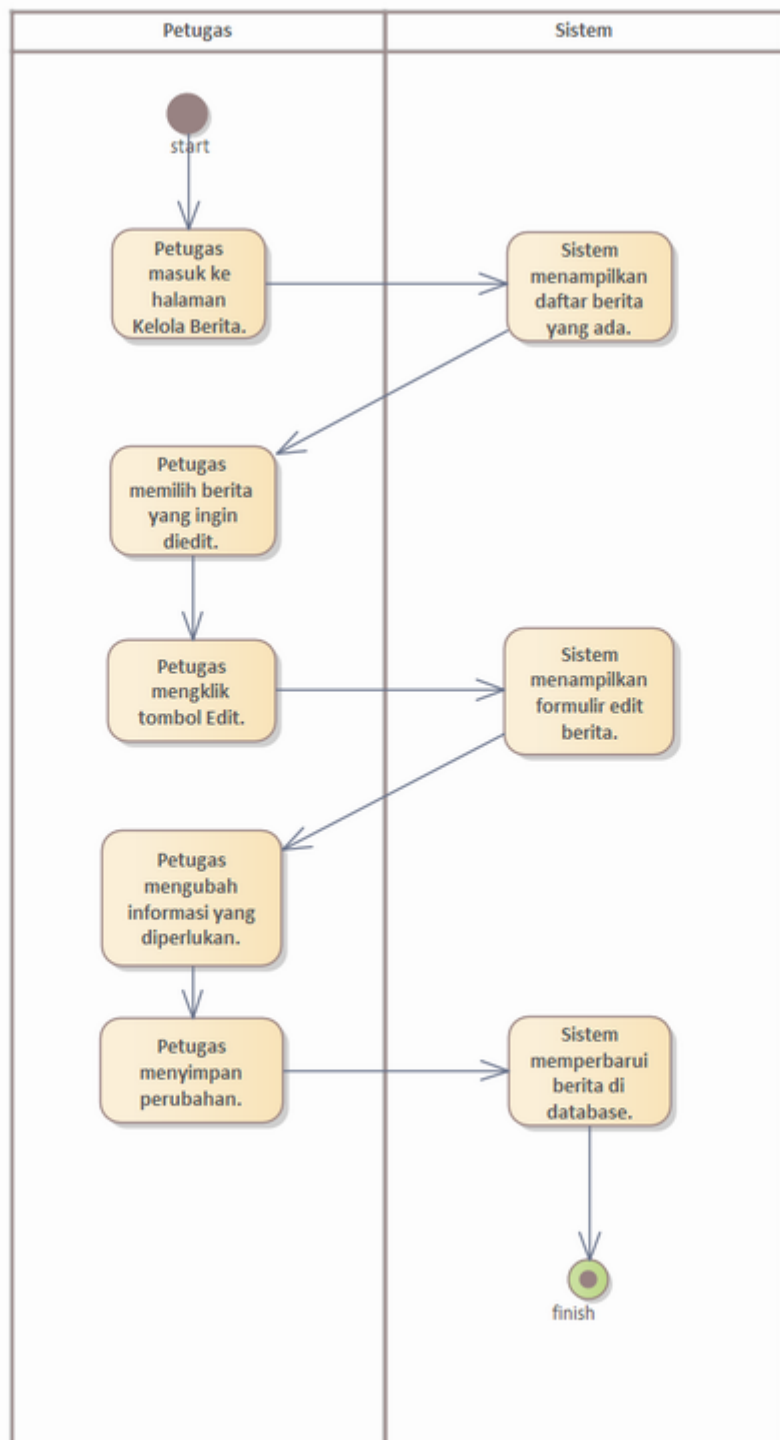 Petugas
Sistem
start
Petugas
masuk ke
halaman
Kelola Berita.
Sistem
menampilkan
daftar berita
yang ada.
Petugas
memilih berita
yang ingin
diedit.
Petugas
mengklik
tombol Edit.
Sistem
menampilkan
formulir edit
berita.
Petugas
mengubah
informasi yang
diperlukan.
Petugas
menyimpan
perubahan.
Sistem
memperbarui
berita di
database.
finish